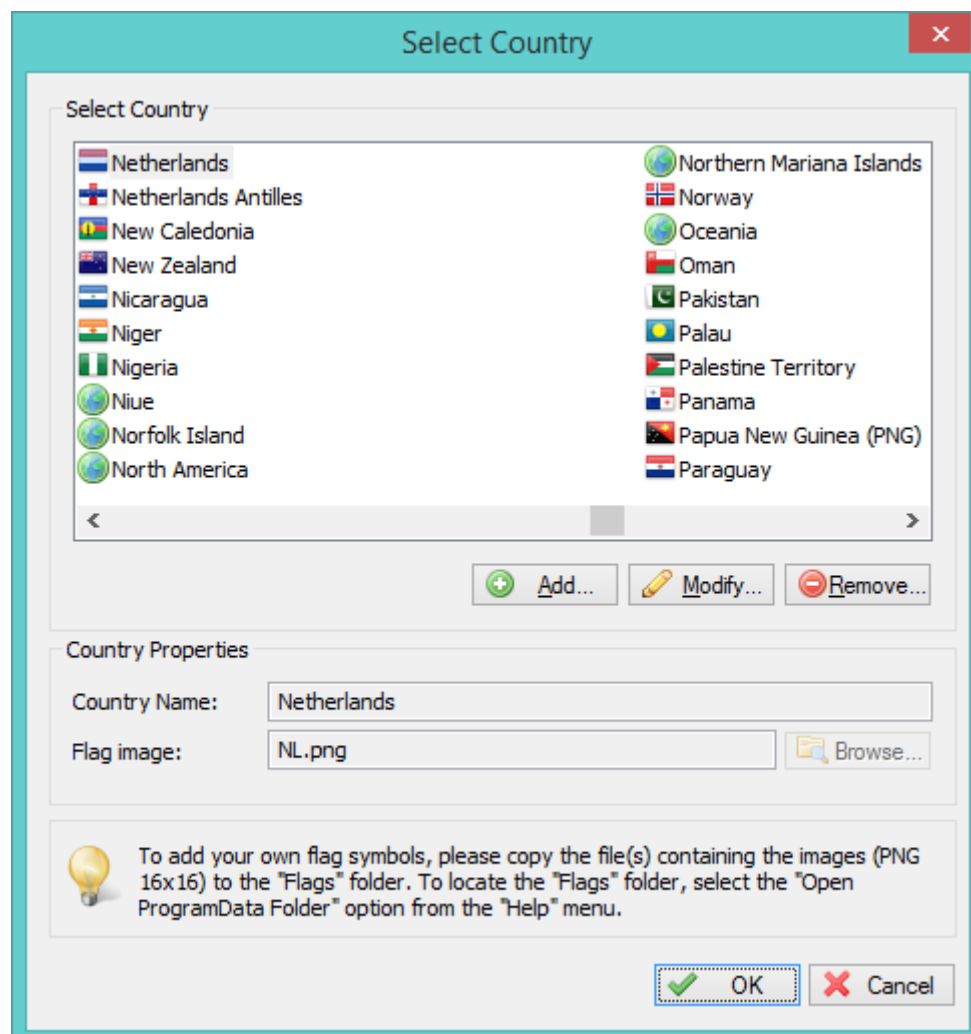 Select Country
Select Country
Netherlands
Netherlands Antilles
New Caledonia
New Zealand
Nicaragua
Niger
Nigeria
Niue
Norfolk Island
North America
Northern Mariana Islands
Norway
Oceania
Oman
Pakistan
Palau
Palestine Territory
Panama
Papua New Guinea (PNG)
Paraguay
Add...
Modify...
Remove...
Country Properties
Country Name:
Netherlands
Flag image:
NL.png
Browse...
To add your own flag symbols, please copy the file(s) containing the images (PNG
16x16) to the "Flags" folder. To locate the "Flags" folder, select the "Open
ProgramData Folder" option from the "Help" menu.
OK
Cancel